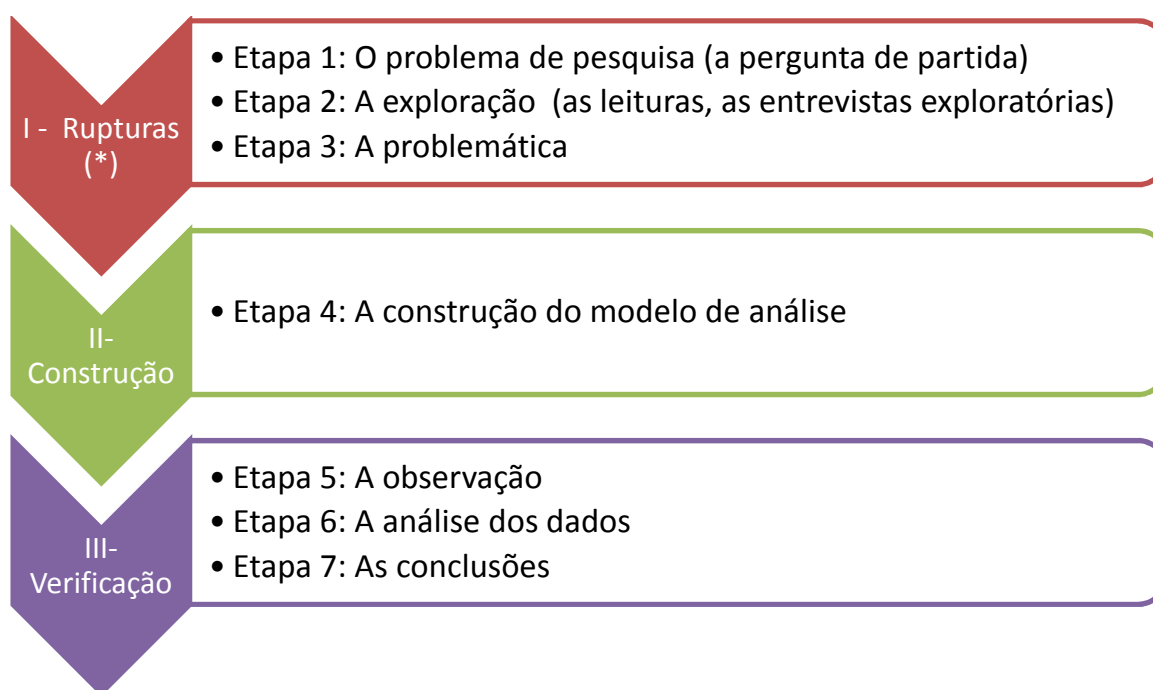 I - Rupturas
(*)
• Etapa 1: O problema de pesquisa (a pergunta de partida)
• Etapa 2: A exploração (as leituras, as entrevistas exploratórias)
• Etapa 3: A problemática
II-
Construção
• Etapa 4: A construção do modelo de análise
III-
Verificação
• Etapa 5: A observação
• Etapa 6: A análise dos dados
• Etapa 7: As conclusões